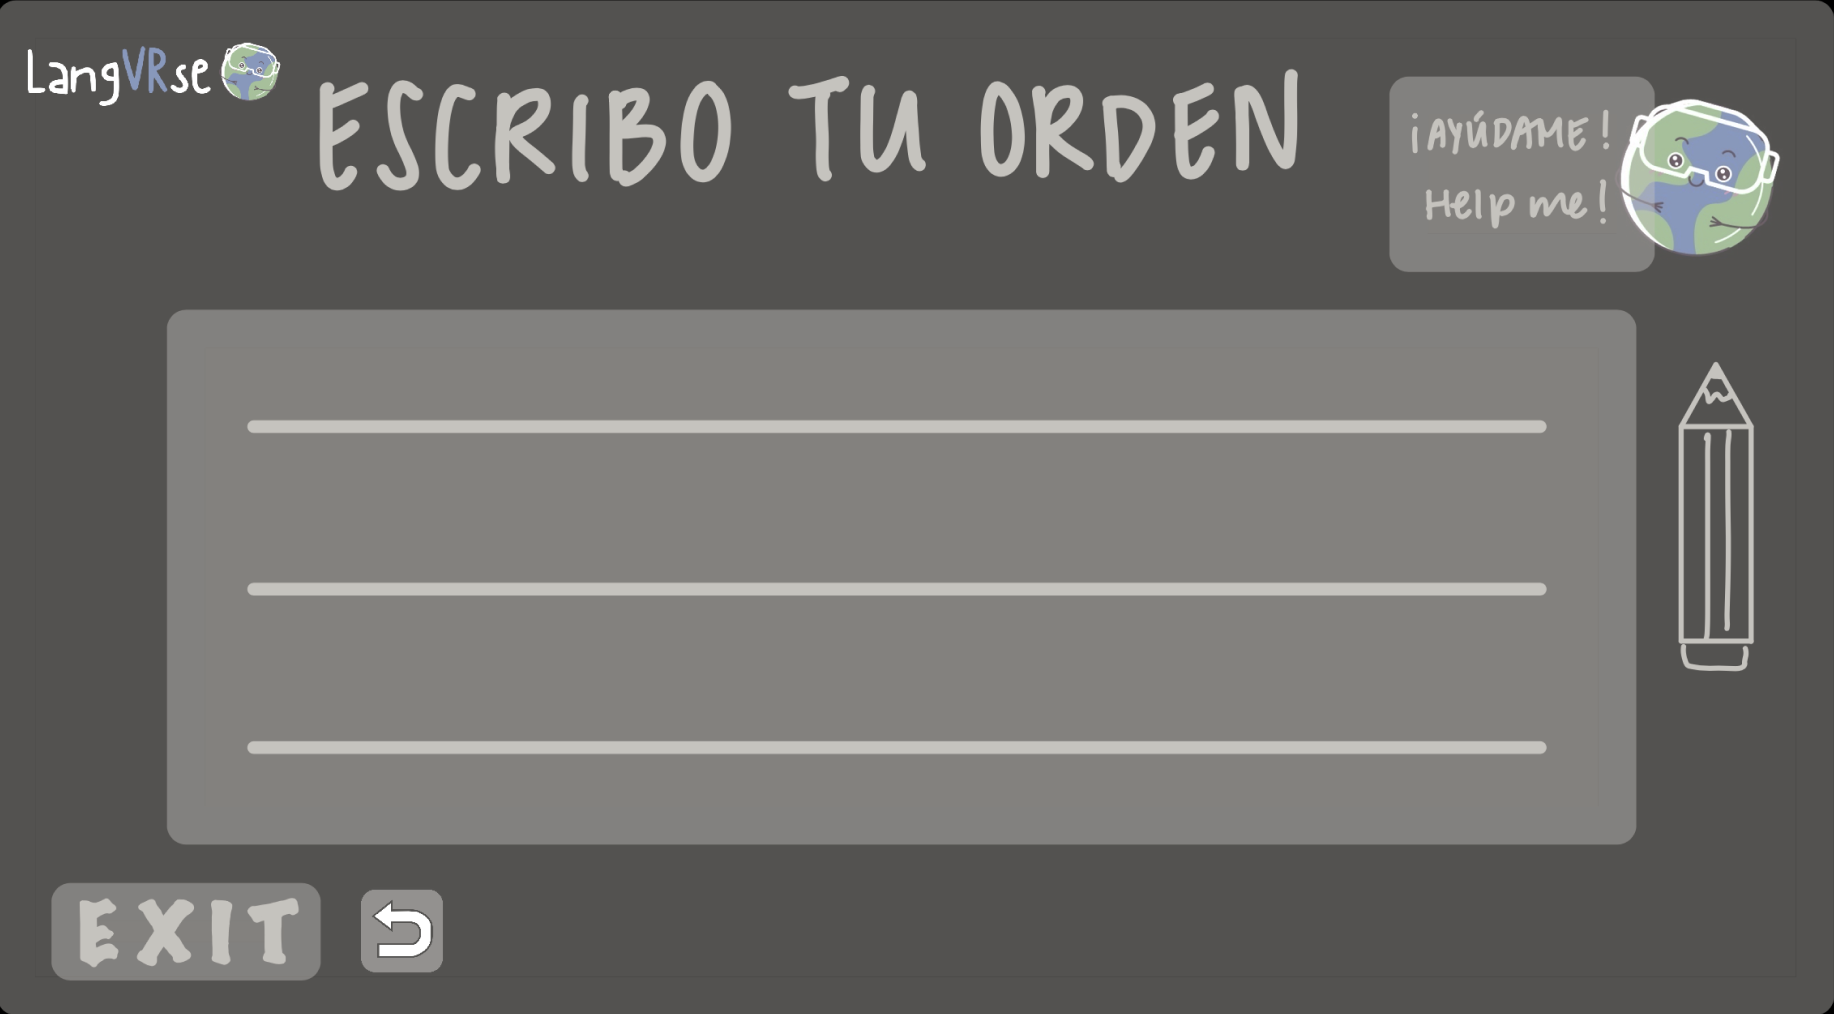 LangVRse
ESCRIBO TU ORDEN
¡AYÚDAME!
Help me!
EXIT